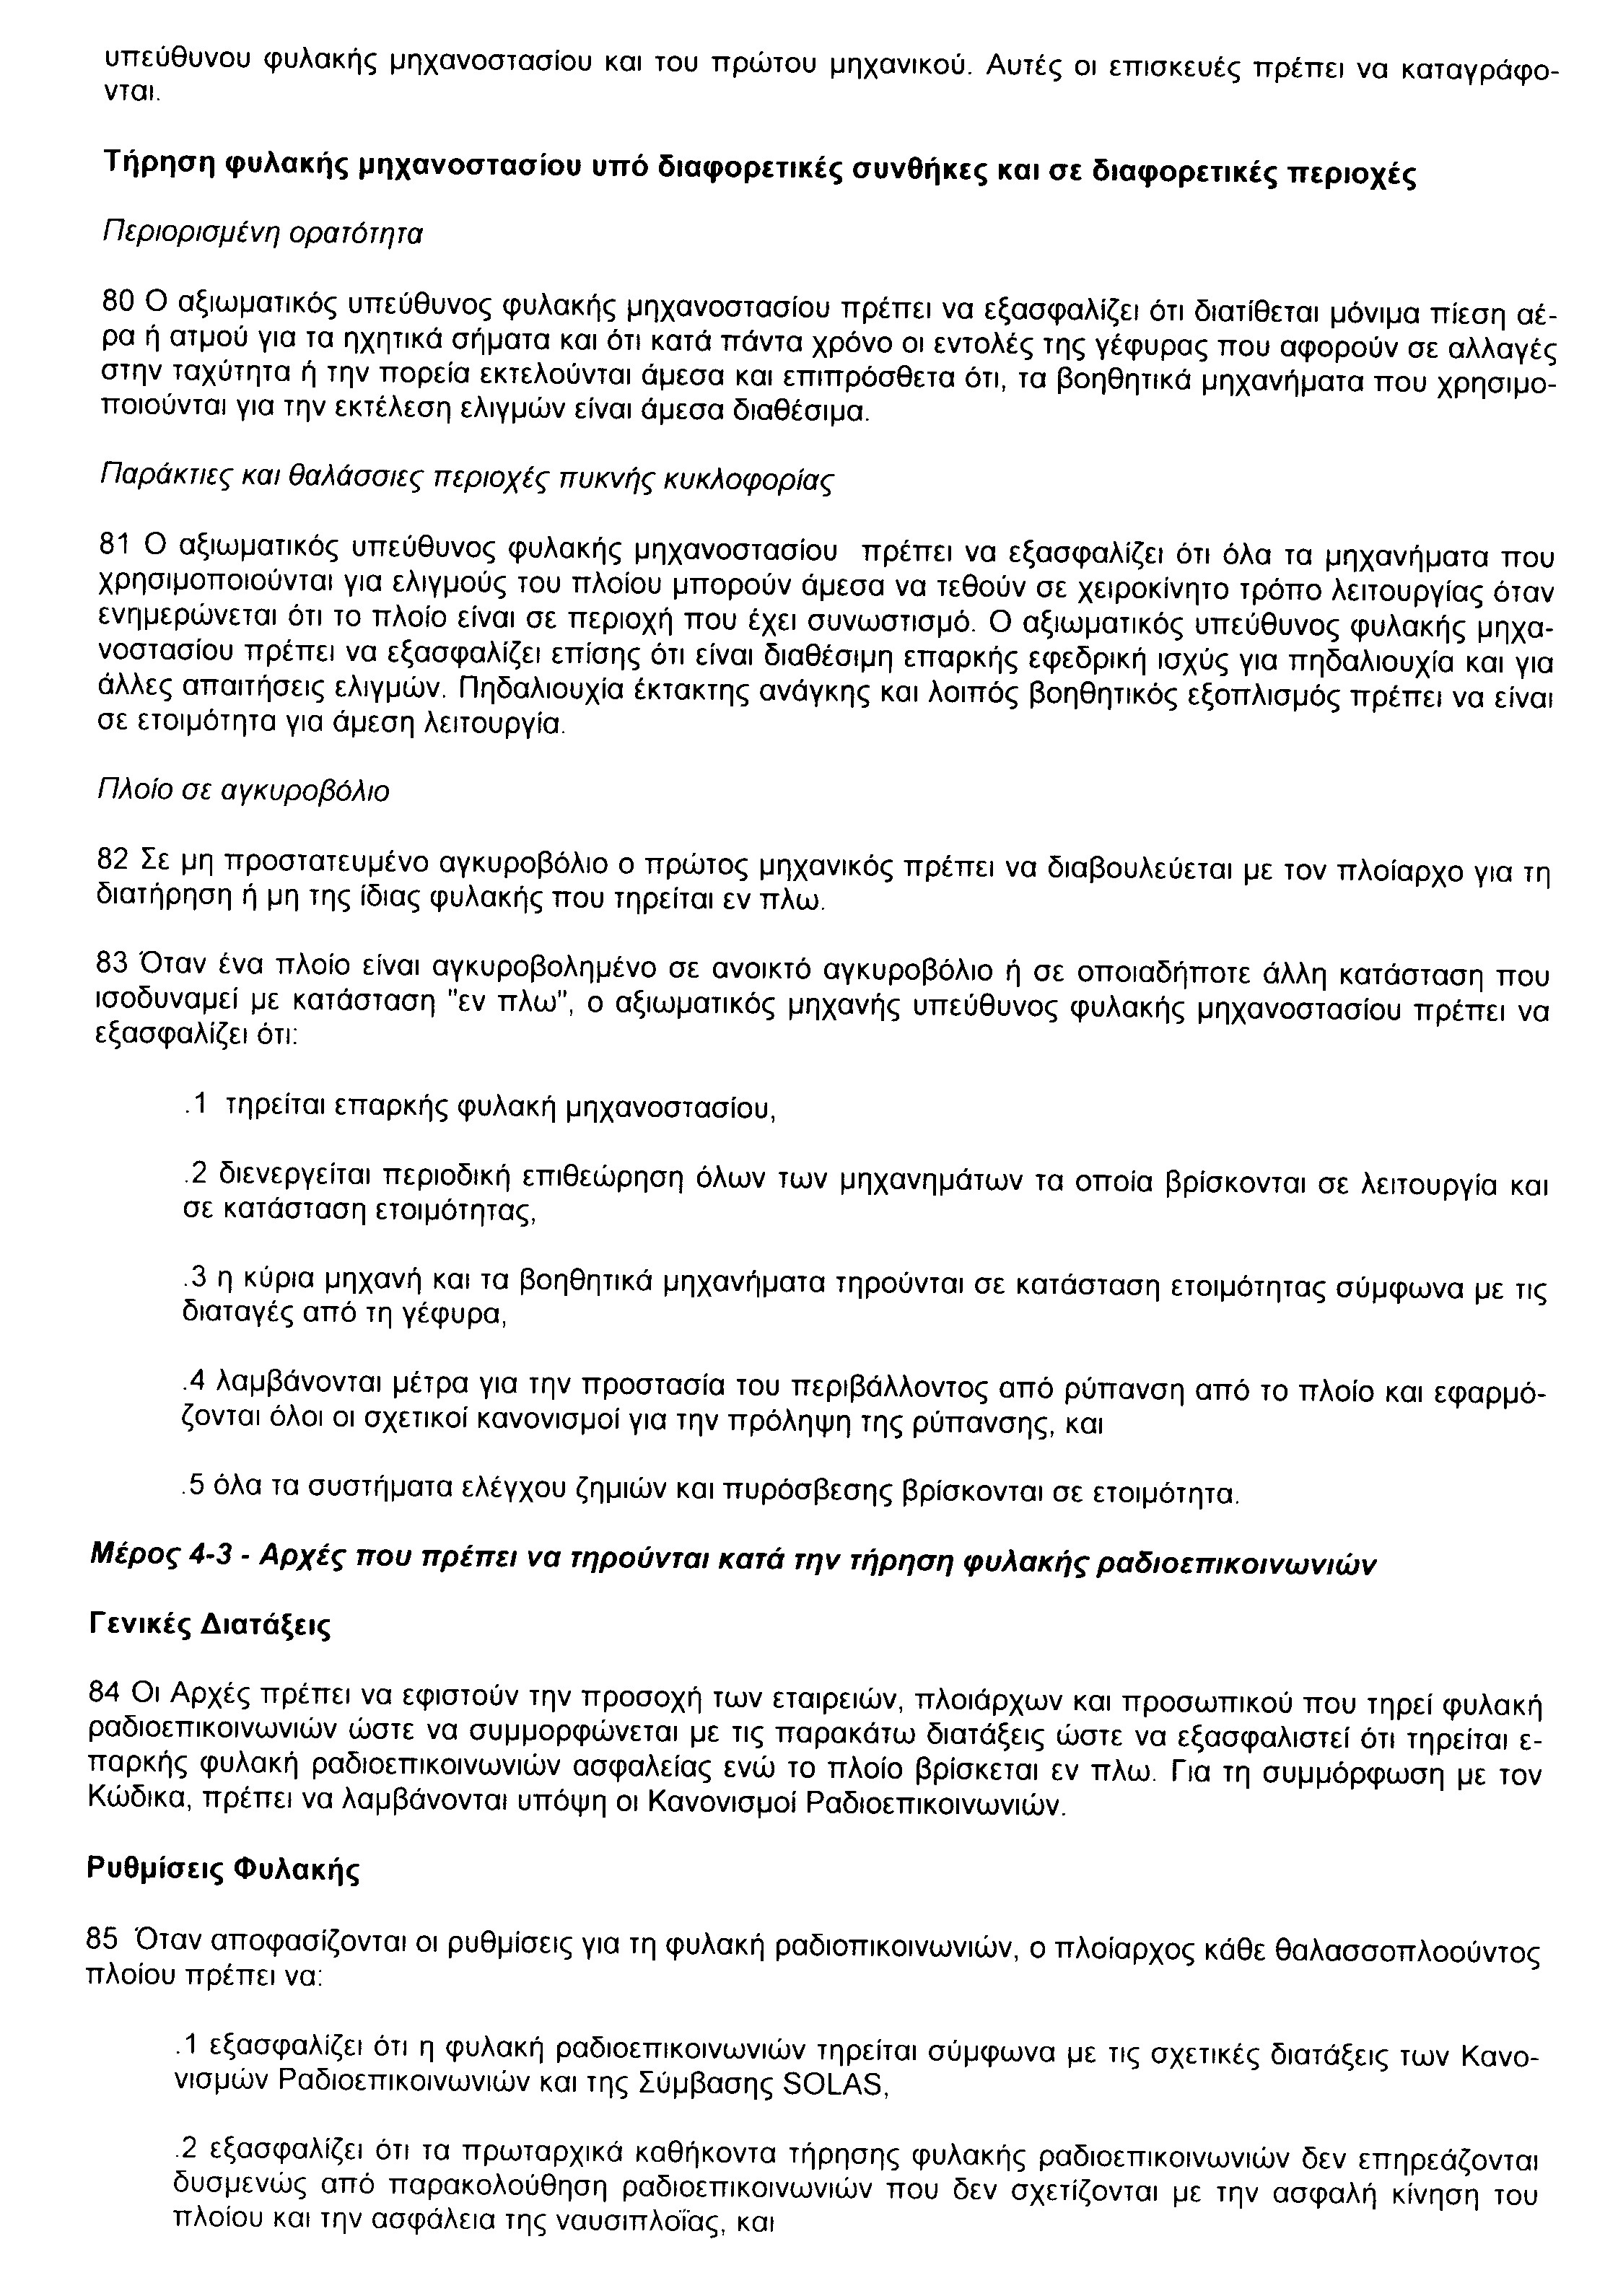 υπεύθυνου φυλακής μηχανοστασίου και του πρώτου μηχανικού. Αυτές οι επισκευές πρέπει να καταγράφο-
νται.
Τήρηση φυλακής μηχανοστασίου υπό διαφορετικές συνθήκες και σε διαφορετικές περιοχές
Περιορισμένη ορατότητα
80 Ο αξιωματικός υπεύθυνος φυλακής μηχανοστασίου πρέπει να εξασφαλίζει ότι διατίθεται μόνιμα πίεση αέ-
ρα ή ατμού για τα ηχητικά σήματα και ότι κατά πάντα χρόνο οι εντολές της γέφυρας που αφορούν σε αλλαγές
στην ταχύτητα ή την πορεία εκτελούνται άμεσα και επιπρόσθετα ότι, τα βοηθητικά μηχανήματα που χρησιμο-
ποιούνται για την εκτέλεση ελιγμών είναι άμεσα διαθέσιμα.
Παράκτιες και θαλάσσιες περιοχές πυκνής κυκλοφορίας
81 Ο αξιωματικός υπεύθυνος φυλακής μηχανοστασίου πρέπει να εξασφαλίζει ότι όλα τα μηχανήματα που
χρησιμοποιούνται για ελιγμούς του πλοίου μπορούν άμεσα να τεθούν σε χειροκίνητο τρόπο λειτουργίας όταν
ενημερώνεται ότι το πλοίο είναι σε περιοχή που έχει συνωστισμό. Ο αξιωματικός υπεύθυνος φυλακής μηχα-
νοστασίου πρέπει να εξασφαλίζει επίσης ότι είναι διαθέσιμη επαρκής εφεδρική ισχύς για πηδαλιουχία και για
άλλες απαιτήσεις ελιγμών. Πηδαλιουχία έκτακτης ανάγκης και λοιπός βοηθητικός εξοπλισμός πρέπει να είναι
σε ετοιμότητα για άμεση λειτουργία.
Πλοίο σε αγκυροβόλιο
82 Σε μη προστατευμένο αγκυροβόλιο ο πρώτος μηχανικός πρέπει να διαβουλεύεται με τον πλοίαρχο για τη
διατήρηση ή μη της ίδιας φυλακής που τηρείται εν πλω.
83 Όταν ένα πλοίο είναι αγκυροβολημένο σε ανοικτό αγκυροβόλιο ή σε οποιαδήποτε άλλη κατάσταση που
ισοδυναμεί με κατάσταση "εν πλω", ο αξιωματικός μηχανής υπεύθυνος φυλακής μηχανοστασίου πρέπει να
εξασφαλίζει ότι:
.1 τηρείται επαρκής φυλακή μηχανοστασίου,
.2 διενεργείται περιοδική επιθεώρηση όλων των μηχανημάτων τα οποία βρίσκονται σε λειτουργία και
σε κατάσταση ετοιμότητας,
.3 η κύρια μηχανή και τα βοηθητικά μηχανήματα τηρούνται σε κατάσταση ετοιμότητας σύμφωνα με τις
διαταγές από τη γέφυρα,
.4 λαμβάνονται μέτρα για την προστασία του περιβάλλοντος από ρύπανση από το πλοίο και εφαρμό-
ζονται όλοι οι σχετικοί κανονισμοί για την πρόληψη της ρύπανσης, και
.5 όλα τα συστήματα ελέγχου ζημιών και πυρόσβεσης βρίσκονται σε ετοιμότητα.
Μέρος 4-3 - Αρχές που πρέπει να τηρούνται κατά την τήρηση φυλακής ραδιοεπικοινωνιών
Γενικές Διατάξεις
84 Οι Αρχές πρέπει να εφιστούν την προσοχή των εταιρειών, πλοιάρχων και προσωπικού που τηρεί φυλακή
ραδιοεπικοινωνιών ώστε να συμμορφώνεται με τις παρακάτω διατάξεις ώστε να εξασφαλιστεί ότι τηρείται ε-
παρκής φυλακή ραδιοεπικοινωνιών ασφαλείας ενώ το πλοίο βρίσκεται εν πλω. Για τη συμμόρφωση με τον
Κώδικα, πρέπει να λαμβάνονται υπόψη οι Κανονισμοί Ραδιοεπικοινωνιών.
Ρυθμίσεις Φυλακής
85 Όταν αποφασίζονται οι ρυθμίσεις για τη φυλακή ραδιοπικοινωνιών, ο πλοίαρχος κάθε θαλασσοπλοούντος
πλοίου πρέπει να:
.1 εξασφαλίζει ότι η φυλακή ραδιοεπικοινωνιών τηρείται σύμφωνα με τις σχετικές διατάξεις των Κανο-
νισμών Ραδιοεπικοινωνιών και της Σύμβασης SOLAS,
.2 εξασφαλίζει ότι τα πρωταρχικά καθήκοντα τήρησης φυλακής ραδιοεπικοινωνιών δεν επηρεάζονται
δυσμενώς από παρακολούθηση ραδιοεπικοινωνιών που δεν σχετίζονται με την ασφαλή κίνηση του
πλοίου και την ασφάλεια της ναυσιπλοΐας, και